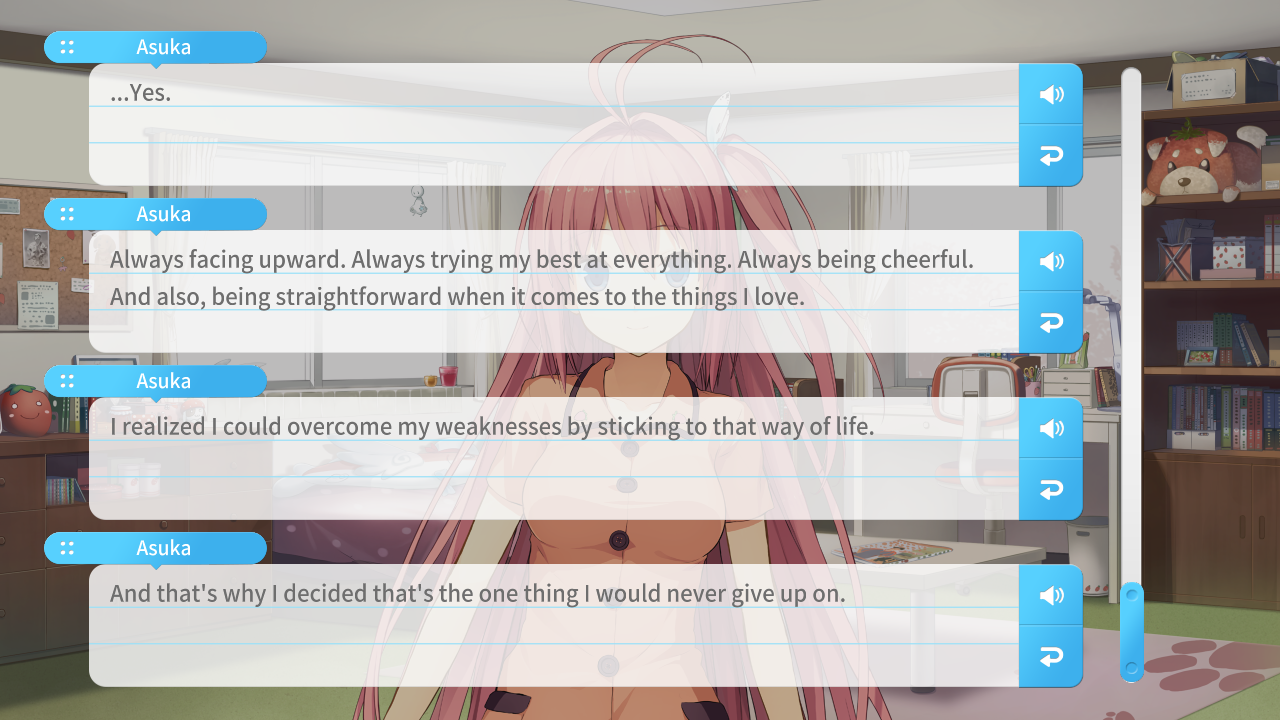 Asuka
...Yes.
Asuka
Always facing upward. Always trying my best at everything. Always being cheerful.
And also, being straightforward when it comes to the things I love.
Asuka
I realized I could overcome my weaknesses by sticking to that way of life.
Asuka
And that's why I decided that's the one thing I would never give up on.